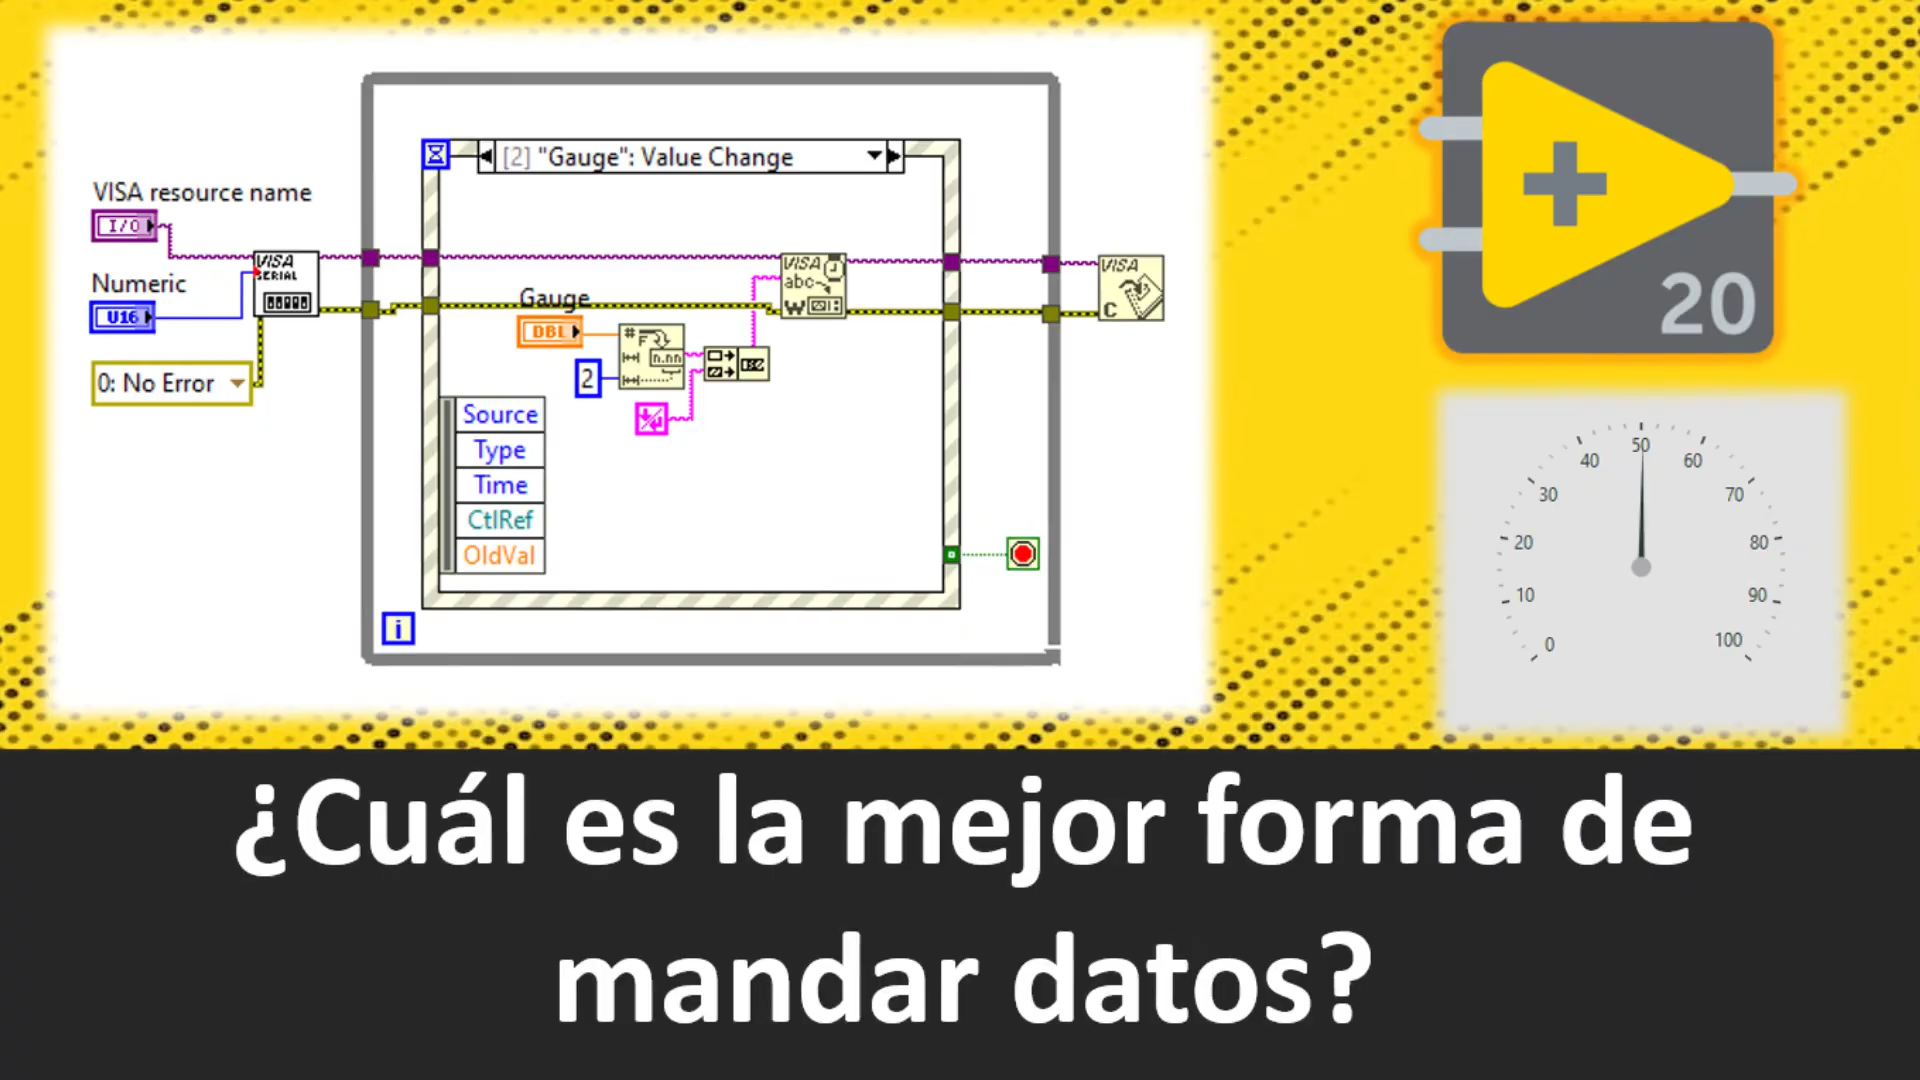 [2] "Gauge": Value Change
VISA resource name
I/O
VISA
SERIAL
Numeric
U16
0: No Error
Gauge
DBL
2
# F
n.nn
VISA
abc
W
VISA
C
Source
Type
Time
CtlRef
OldVal
i
20
0
10
20
30
40
50
60
70
80
90
100
¿Cuál es la mejor forma de
mandar datos?